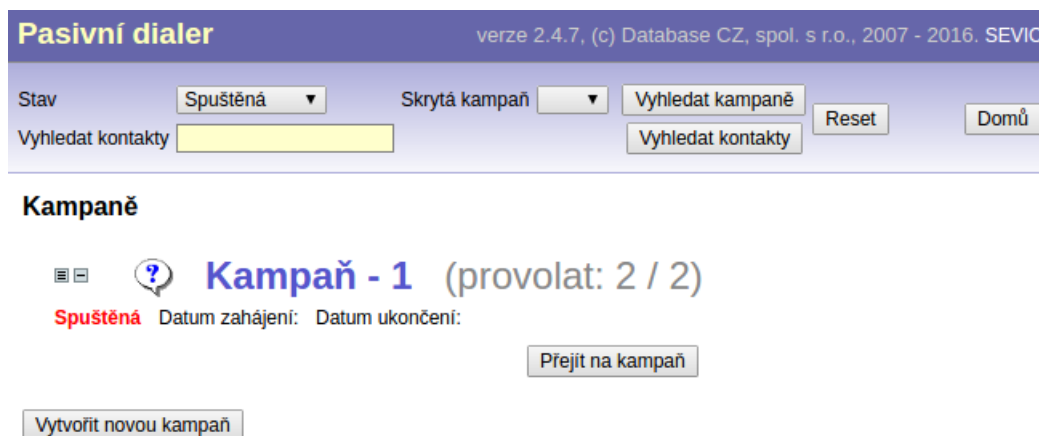 Pasivní dialer verze 2.4.7, (c) Database CZ, spol. s r.o., 2007 - 2016.
Stav Spuštěná Skrytá kampaň Vyhledat kampaně
Reset Domů
Vyhledat kontakty Vyhledat kontakty
Kampaně
? Kampaň - 1 (provolat: 2 / 2)
Spuštěná Datum zahájení: Datum ukončení:
Přejít na kampaň
Vytvořit novou kampaň